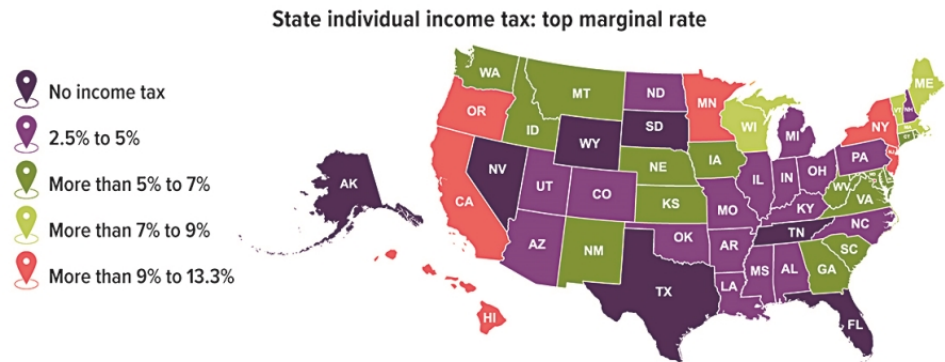 State individual income tax: top marginal rate
No income tax
2.5% to 5%
More than 5% to 7%
More than 7% to 9%
More than 9% to 13.3%
WA
MT
ND
MN
ME
OR
ID
SD
WI
VT
NH
WY
MI
NY
MA
CT
NV
NE
IA
PA
NJ
AK
UT
CO
IL
IN
OH
CA
KS
MO
WV
VA
KY
AZ
NM
OK
AR
TN
NC
SC
MS
AL
GA
TX
LA
HI
FL